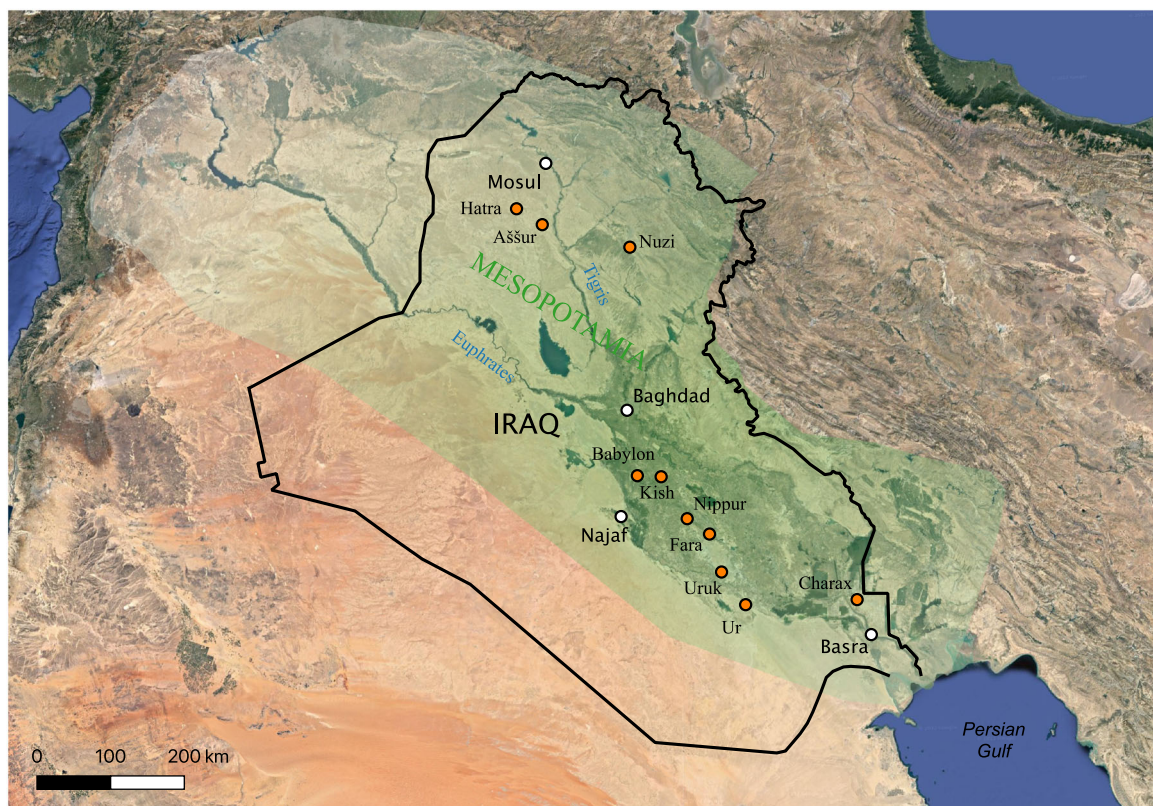 Mosul
Hatra
Aššur
Nuzi
MESOPOTAMIA
Tigris
Euphrates
Baghdad
IRAQ
Babylon
Kish
Nippur
Najaf
Fara
Uruk
Charax
Ur
Basra
Persian
Gulf
0 100 200 km